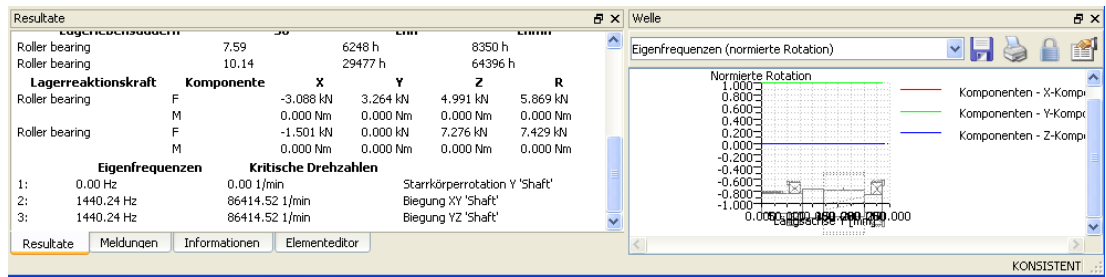 Resultate
Lagerlebensdauern S0 Lnh Lnmh
Roller bearing 7.59 6248 h 8350 h
Roller bearing 10.14 29477 h 64396 h
Lagerreaktionskraft Komponente X Y Z R
Roller bearing F -3.088 kN 3.264 kN 4.991 kN 5.869 kN
M 0.000 Nm 0.000 Nm 0.000 Nm 0.000 Nm
Roller bearing F -1.501 kN 0.000 kN 7.276 kN 7.429 kN
M 0.000 Nm 0.000 Nm 0.000 Nm 0.000 Nm
Eigenfrequenzen Kritische Drehzahlen
1: 0.00 Hz 0.00 1/min Starrkörperrotation Y 'Shaft'
2: 1440.24 Hz 86414.52 1/min Biegung XY 'Shaft'
3: 1440.24 Hz 86414.52 1/min Biegung YZ 'Shaft'
Resultate Meldungen Informationen Elementeditor
Welle
Eigenfrequenzen (normierte Rotation)
Normierte Rotation
1.000
0.800
0.600
0.400
0.200
0.000
-0.200
-0.400
-0.600
-0.800
-1.000
Längsachse Y [mm]
Komponenten - X-Kompo
Komponenten - Y-Kompo
Komponenten - Z-Kompo
KONSISTENT